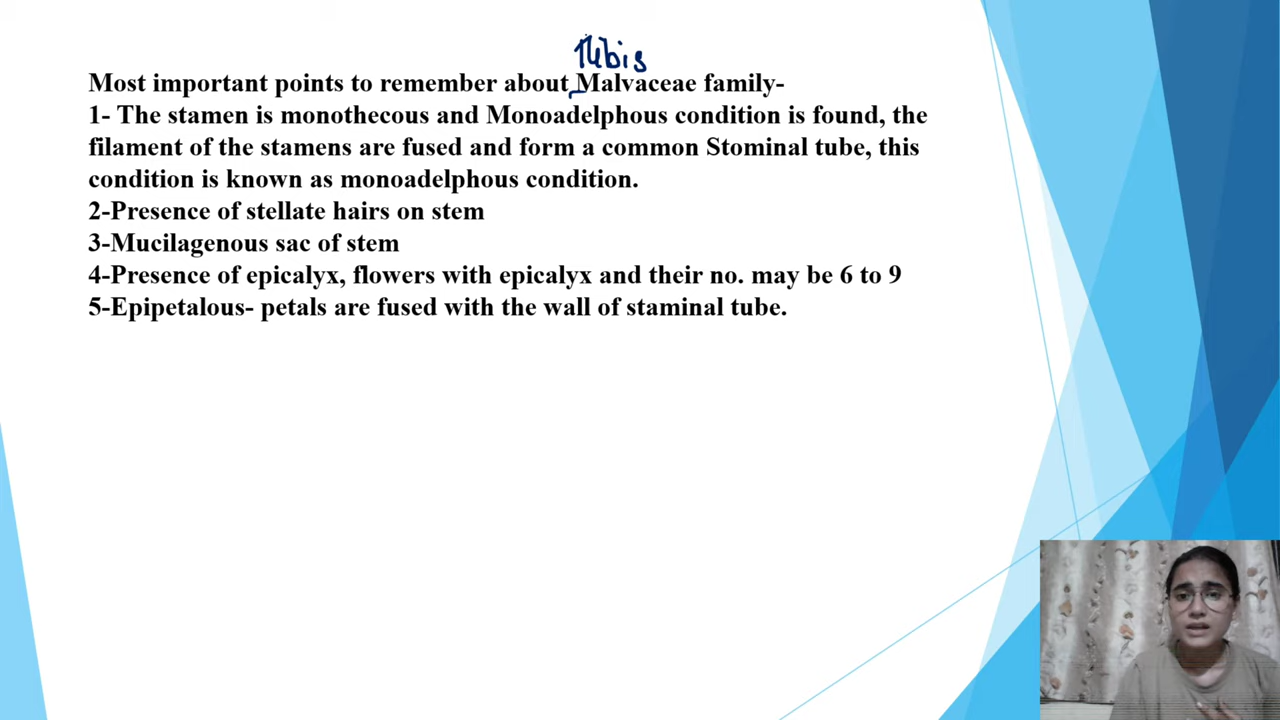 this
Most important points to remember about Malvaceae family-
1- The stamen is monothecous and Monoadelphous condition is found, the
filament of the stamens are fused and form a common Stominal tube, this
condition is known as monoadelphous condition.
2-Presence of stellate hairs on stem
3-Mucilagenous sac of stem
4-Presence of epicalyx, flowers with epicalyx and their no. may be 6 to 9
5-Epipetalous- petals are fused with the wall of staminal tube.